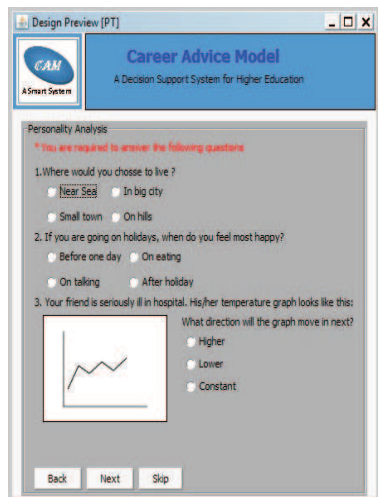 Design Preview [PT]
CAM
A Smart System
Career Advice Model
A Decision Support System for Higher Education
Personality Analysis
* You are required to answer the following questions
1.Where would you chosse to live ?
Near Sea In big city
Small town On hills
2. If you are going on holidays, when do you feel most happy?
Before one day On eating
On talking After holiday
3. Your friend is seriously ill in hospital. His/her temperature graph looks like this:
What direction will the graph move in next?
Higher
Lower
Constant
Back Next Skip